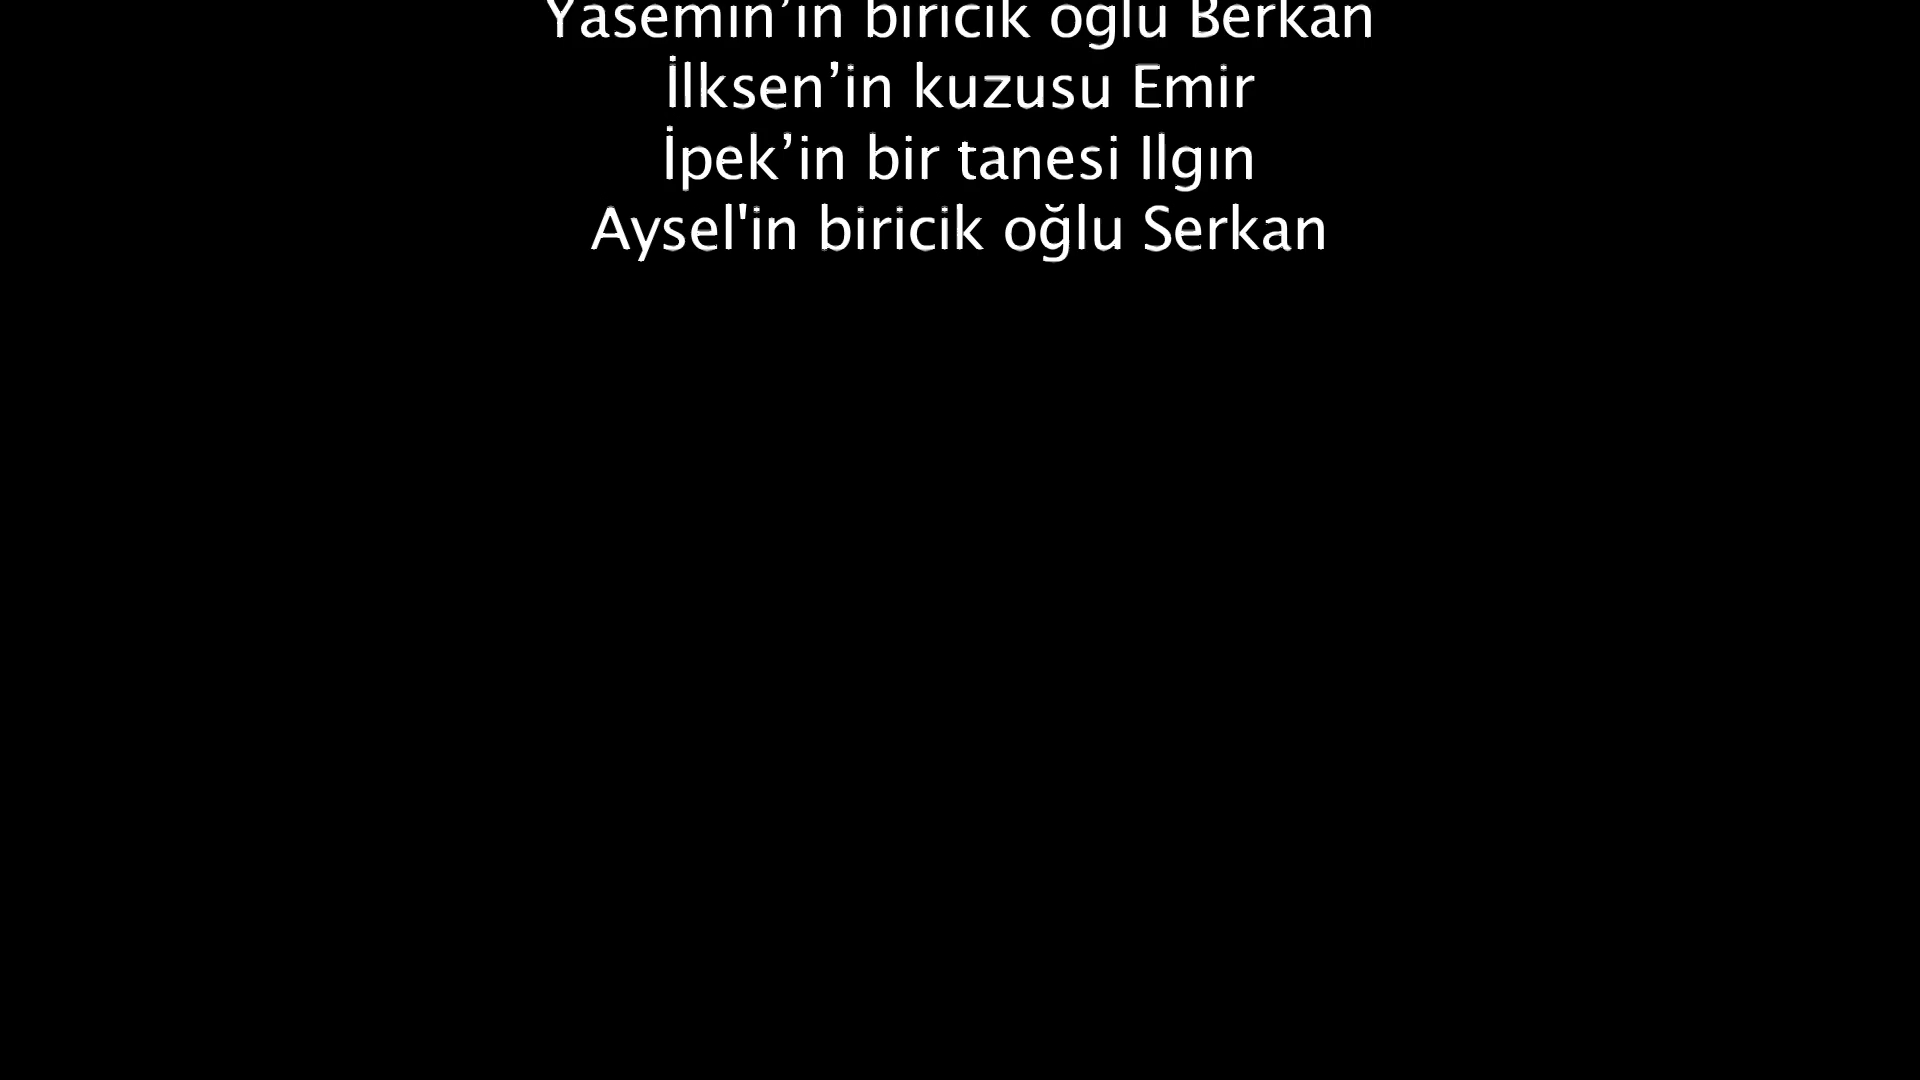 Yasemin’in biricik oğlu Berkan
İlksen’in kuzusu Emir
İpek’in bir tanesi Ilgın
Aysel'in biricik oğlu Serkan